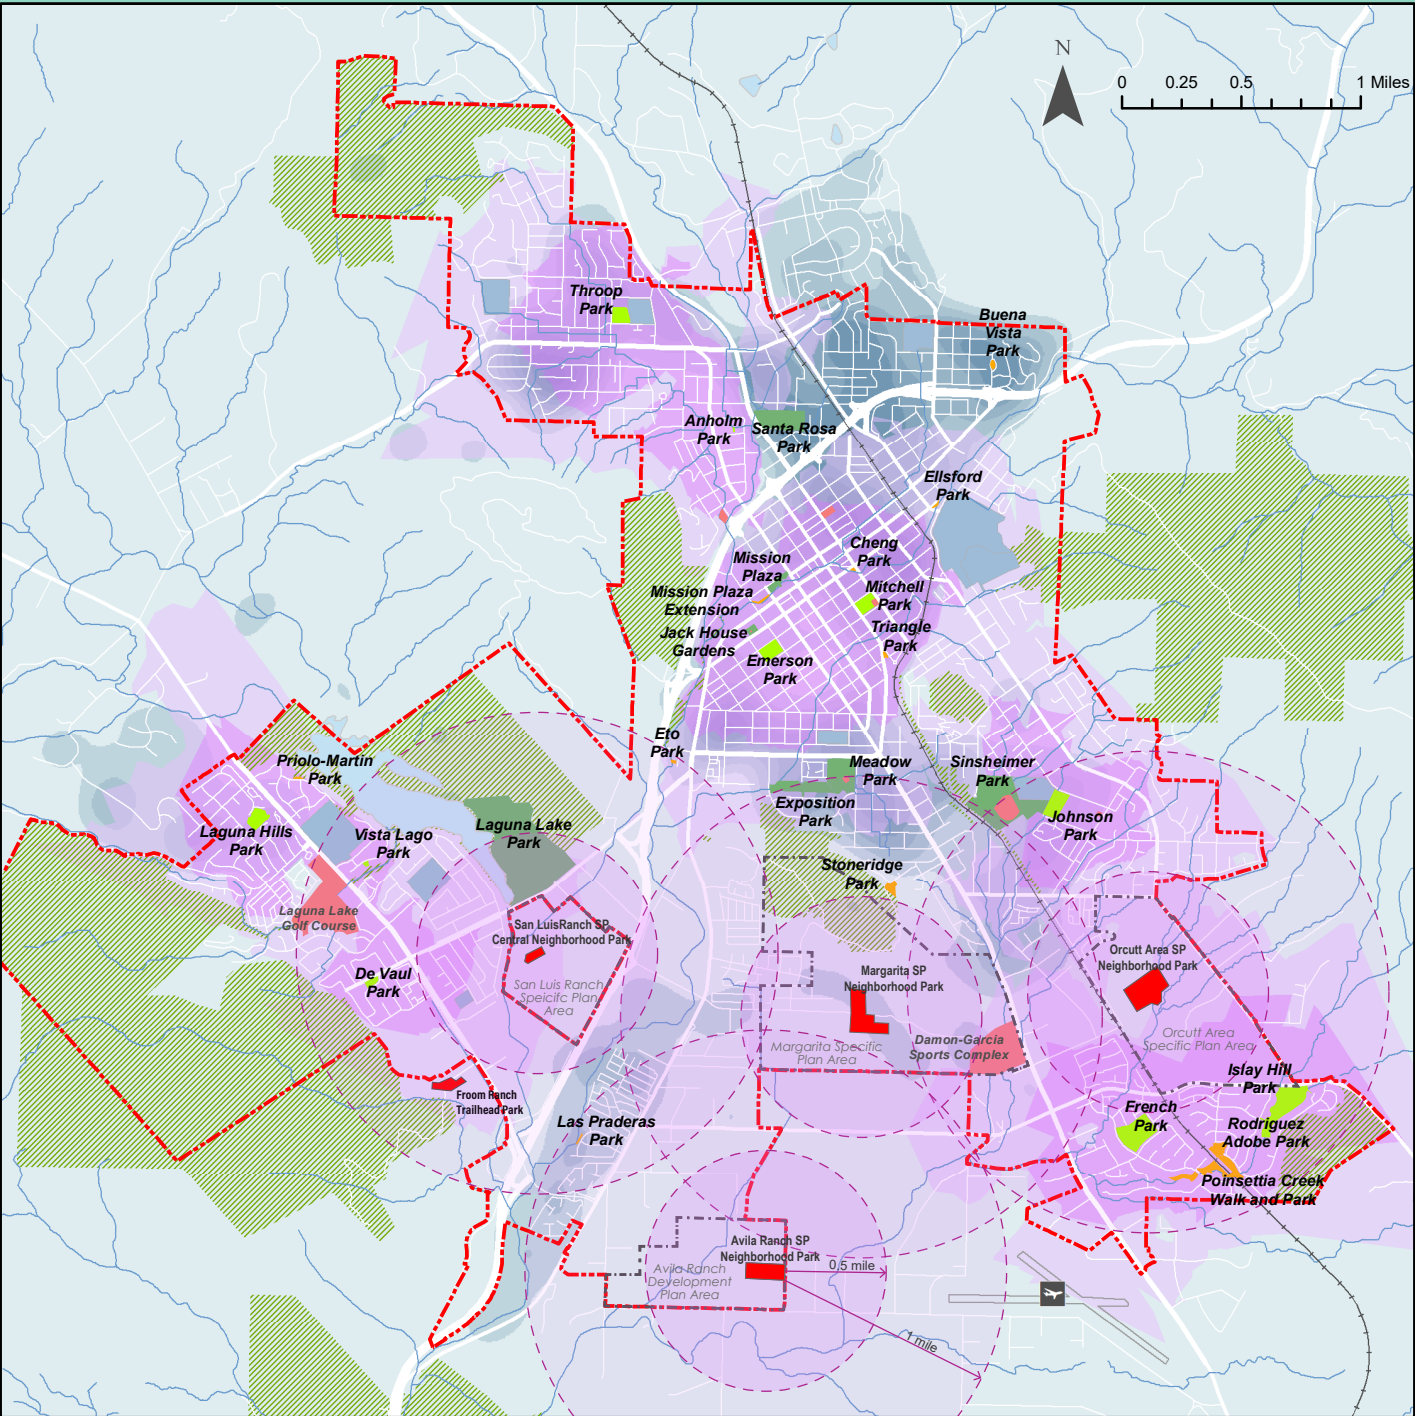 N
0 0.25 0.5 1 Miles
Throop
Park
Buena
Vista
Park
Anholm
Park
Santa Rosa
Park
Ellsford
Park
Cheng
Park
Mission
Plaza
Mission Plaza
Extension
Mitchell
Park
Jack House
Gardens
Triangle
Park
Emerson
Park
Eto
Park
Priolo-Martin
Park
Meadow
Park
Sinsheimer
Park
Exposition
Park
Johnson
Park
Laguna Hills
Park
Vista Lago
Park
Laguna Lake
Park
Stoneridge
Park
Laguna Lake
Golf Course
San LuisRanch SP
Central Neighborhood Park
De Vaul
Park
San Luis Ranch
Speicifc Plan
Area
Margarita SP
Neighborhood Park
Orcutt Area SP
Neighborhood Park
Margarita Specific
Plan Area
Damon-Garcia
Sports Complex
Orcutt Area
Specific Plan Area
Islay Hill
Park
Froom Ranch
Trailhead Park
Las Praderas
Park
French
Park
Rodriguez
Adobe Park
Poinsettia Creek
Walk and Park
Avila Ranch SP
Neighborhood Park
Avila Ranch
Development
Plan Area
0.5 mile
1 mile